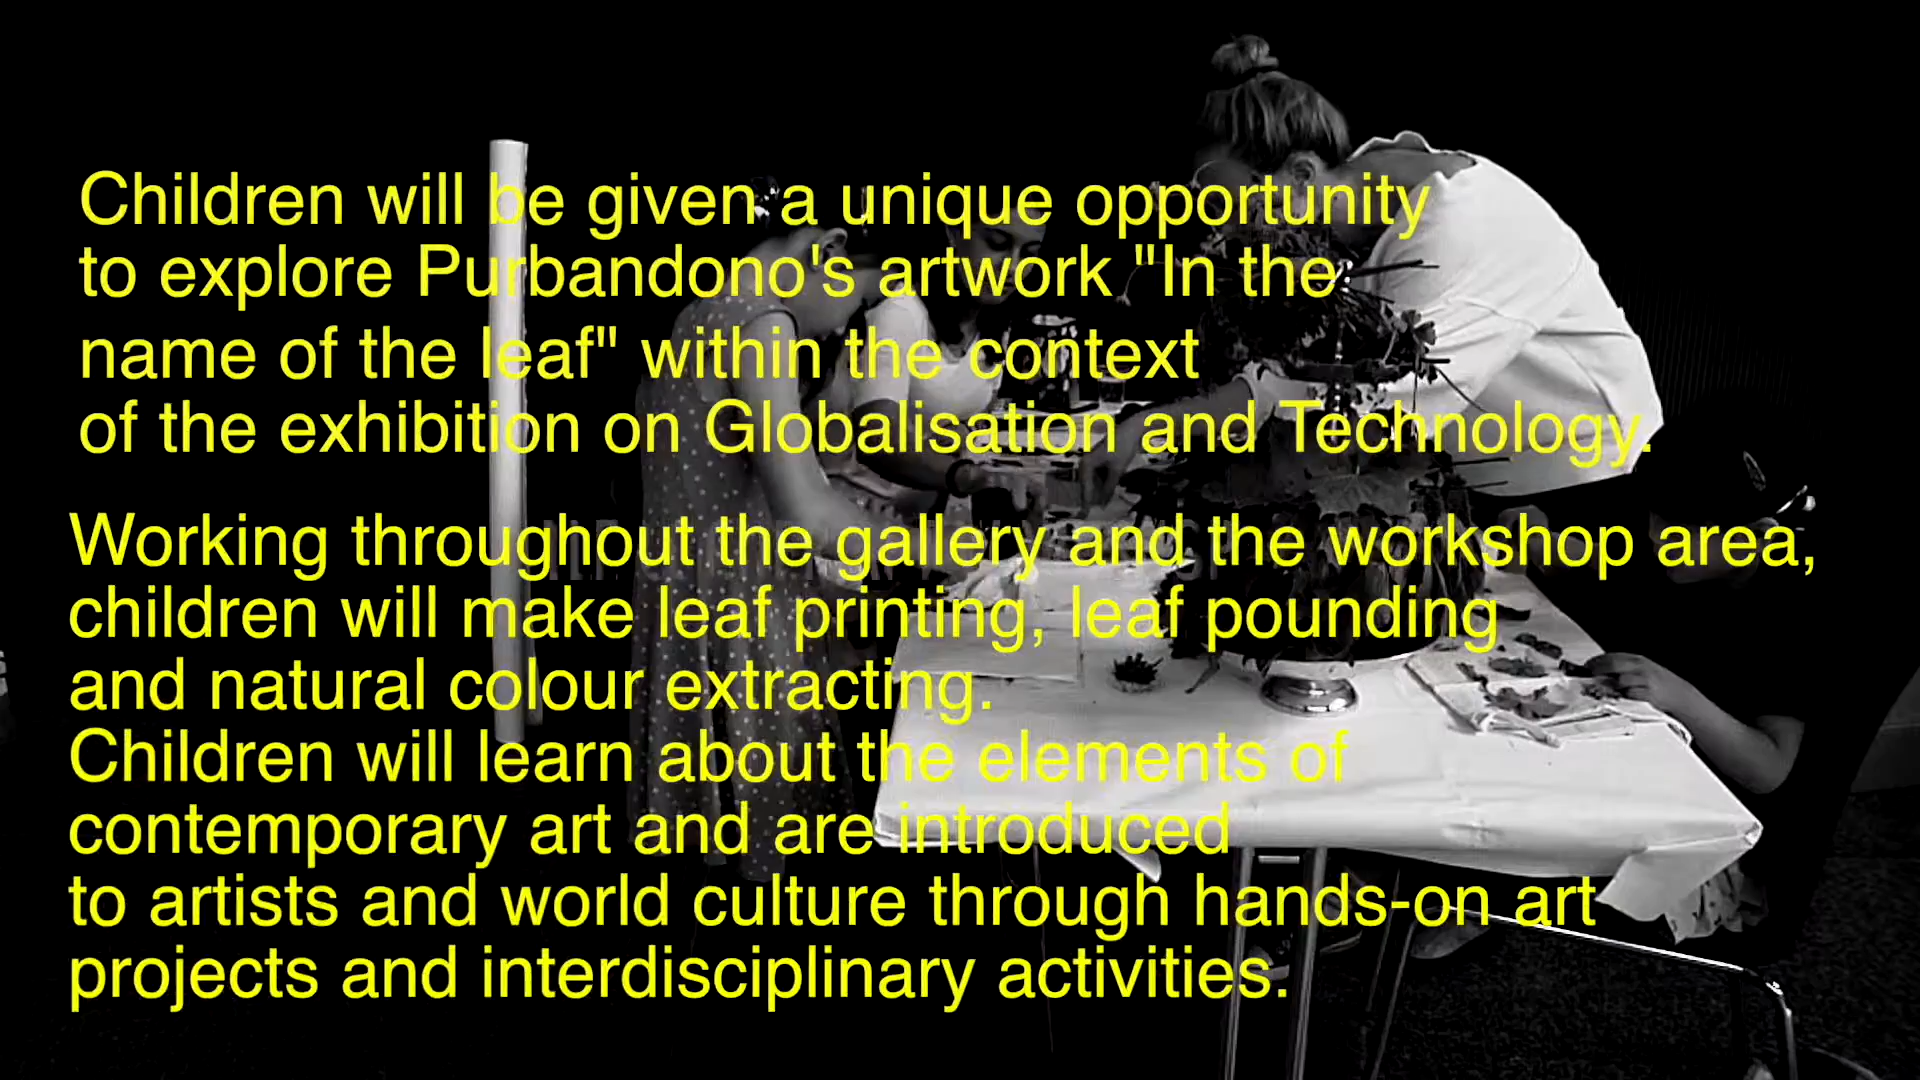 Children will be given a unique opportunity
to explore Purbandono's artwork "In the
name of the leaf" within the context
of the exhibition on Globalisation and Technology.
Working throughout the gallery and the workshop area,
children will make leaf printing, leaf pounding
and natural colour extracting.
Children will learn about the elements of
contemporary art and are introduced
to artists and world culture through hands-on art
projects and interdisciplinary activities.